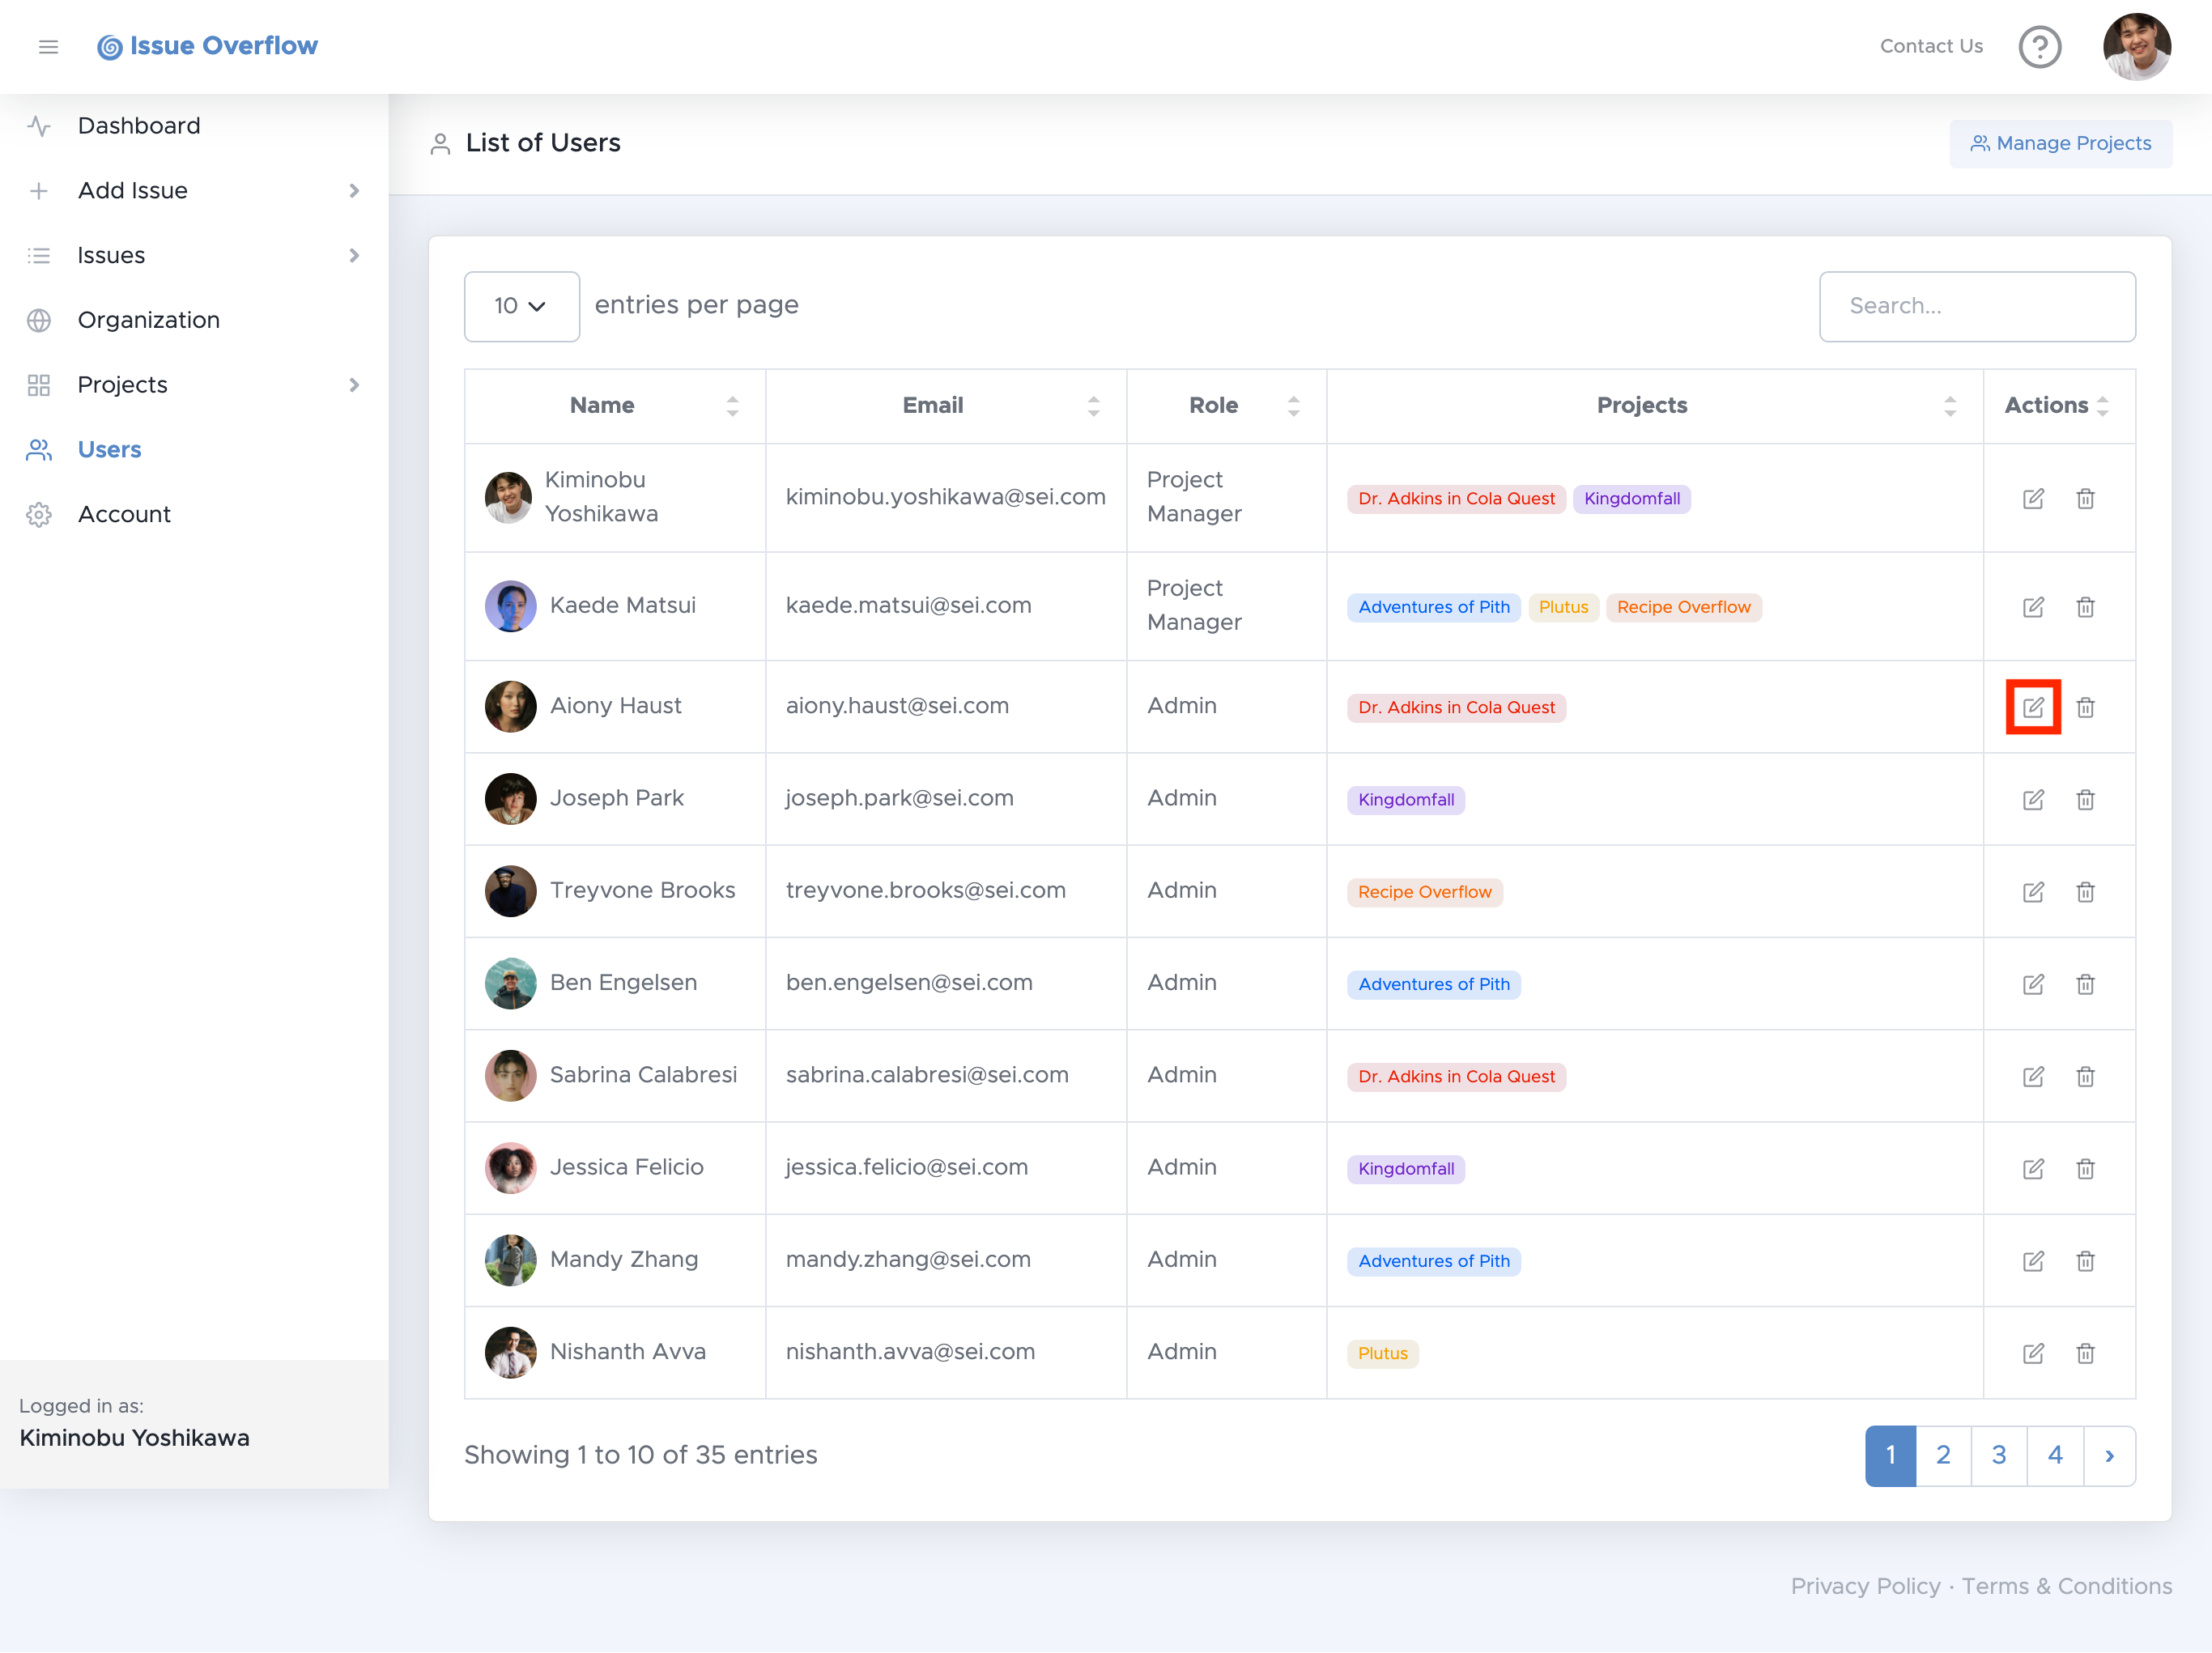 Issue Overflow
Contact Us
Dashboard
Add Issue
Issues
Organization
Projects
Users
Account
Logged in as:
Kiminobu Yoshikawa
List of Users
Manage Projects
10 entries per page
Search...
Name Email Role Projects Actions
Kiminobu Yoshikawa kiminobu.yoshikawa@sei.com Project Manager Dr. Adkins in Cola Quest Kingdomfall
Kaede Matsui kaede.matsui@sei.com Project Manager Adventures of Pith Plutus Recipe Overflow
Aiony Haust aiony.haust@sei.com Admin Dr. Adkins in Cola Quest
Joseph Park joseph.park@sei.com Admin Kingdomfall
Treyvone Brooks treyvone.brooks@sei.com Admin Recipe Overflow
Ben Engelsen ben.engelsen@sei.com Admin Adventures of Pith
Sabrina Calabresi sabrina.calabresi@sei.com Admin Dr. Adkins in Cola Quest
Jessica Felicio jessica.felicio@sei.com Admin Kingdomfall
Mandy Zhang mandy.zhang@sei.com Admin Adventures of Pith
Nishanth Avva nishanth.avva@sei.com Admin Plutus
Showing 1 to 10 of 35 entries
1 2 3 4 ›
Privacy Policy · Terms & Conditions